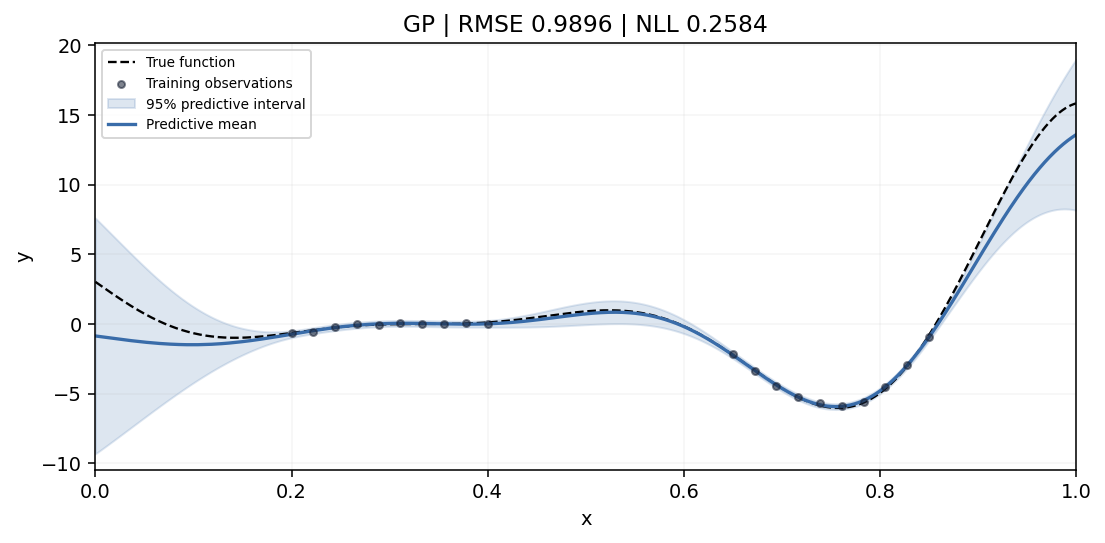 GP | RMSE 0.9896 | NLL 0.2584
True function
Training observations
95% predictive interval
Predictive mean
20
15
10
5
0
−5
−10
y
0.0 0.2 0.4 0.6 0.8 1.0
x